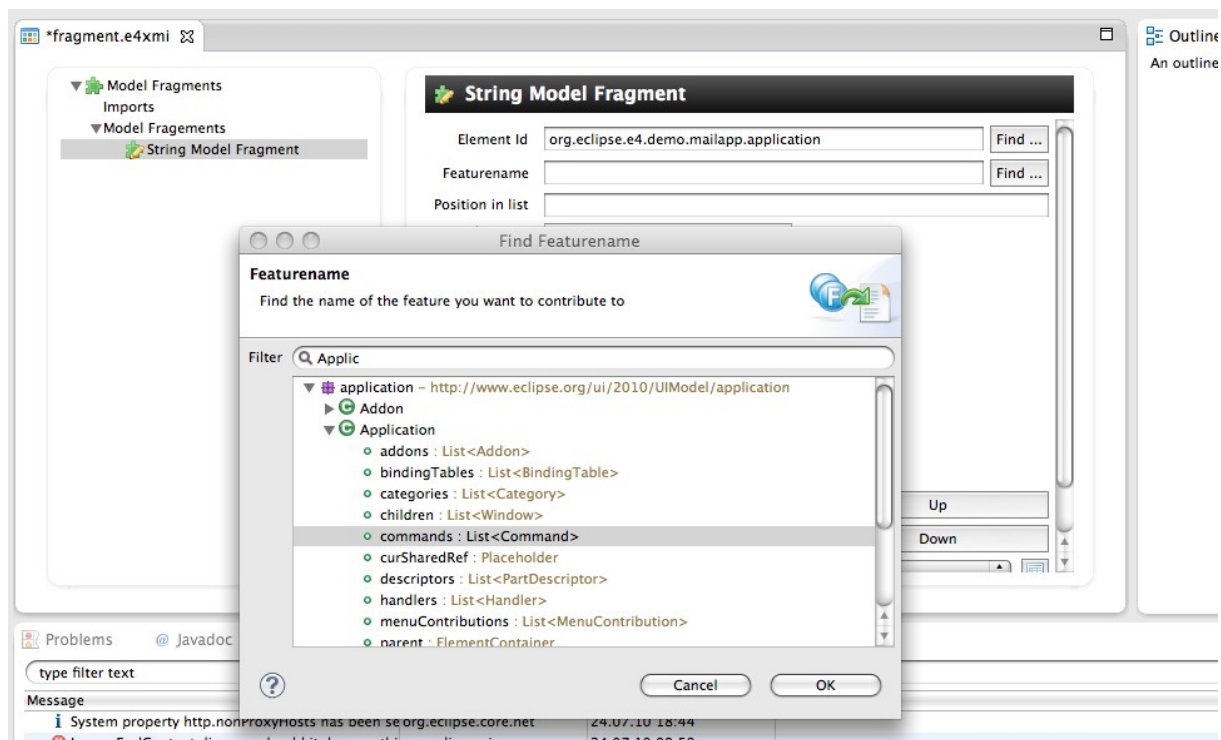 *fragment.e4xmi
Outline
An outline
Model Fragments
Imports
Model Fragements
String Model Fragment
String Model Fragment
Element Id org.eclipse.e4.demo.mailapp.application Find ...
Featurename Find ...
Position in list
Find Featurename
Featurename
Find the name of the feature you want to contribute to
Filter Applic
application – http://www.eclipse.org/ui/2010/UIModel/application
Addon
Application
addons : List<Addon>
bindingTables : List<BindingTable>
categories : List<Category>
children : List<Window>
commands : List<Command>
curSharedRef : Placeholder
descriptors : List<PartDescriptor>
handlers : List<Handler>
menuContributions : List<MenuContribution>
parent : ElementContainer
Up
Down
Cancel OK
Problems @ Javadoc
type filter text
Message
System property http.nonProxyHosts has been se org.eclipse.core.net 24.07.10 18:44